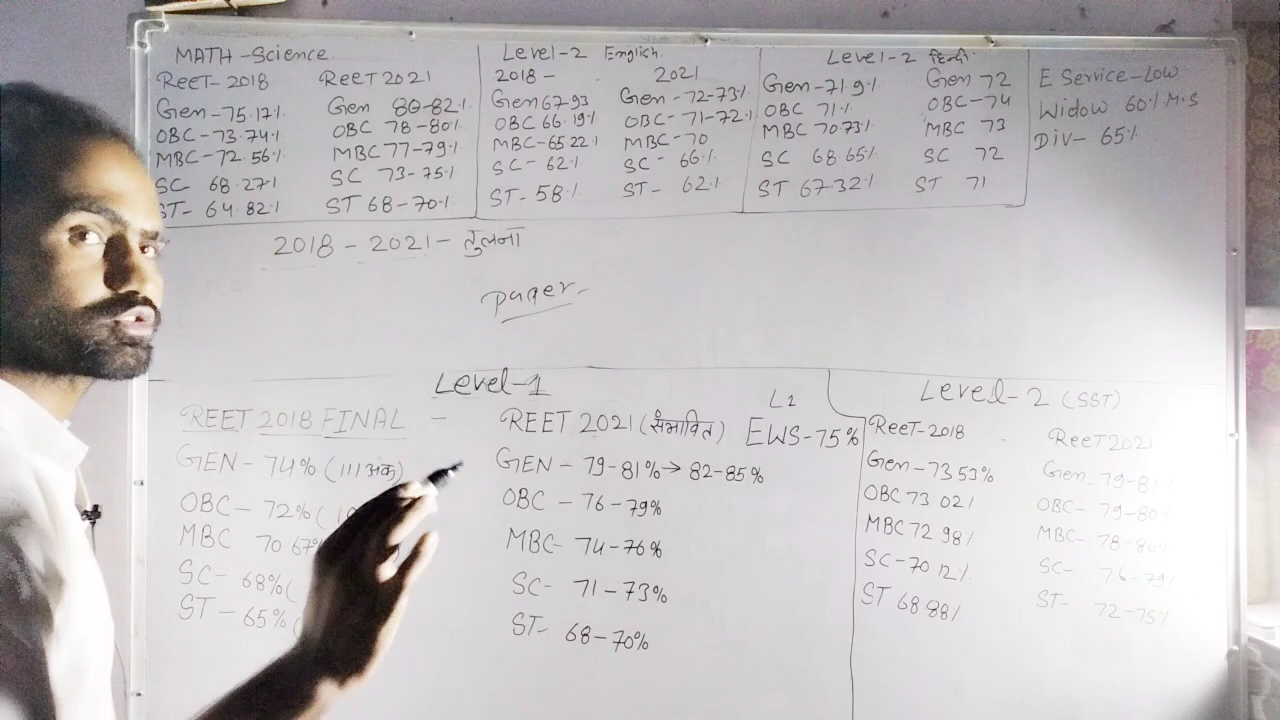 MATH-Science
ReeT-2018 ReeT 2021
Gen-75.17% Gen 80-82%
OBC-73.74% OBC 78-80%
MBC-72.56% MBC 77-79%
SC 68.27% SC 73-75%
ST-64.82% ST 68-70%
Level-2 English.
2018- 2021
Gen 67-93 Gen-72-73%
OBC 66.19% OBC-71-72%
MBC-65 22% MBC-70
SC-62% SC-66%
ST-58% ST-62%
Level-2 हिन्दी
Gen-71.9% Gen 72
OBC 71% OBC-74
MBC 70.73% MBC 73
SC 68.65% SC 72
ST 67.32% ST 71
E Service-Low
Widow 60% M.S
Div-65%
2018-2021-तुलना
Level-1
REET 2018 FINAL -
GEN-74% (111 अंक)
OBC-72% (
MBC 70 67%
SC-68% (
ST-65% (
REET 2021 (संभावित)
GEN-79-81%→82-85%
OBC-76-79%
MBC-74-76%
SC-71-73%
ST-68-70%
L2
EWS-75%
Level-2 (SST)
ReeT-2018 - ReeT 2021
Gen-73 53% Gen-79-81%
OBC 73 02% OBC-79-80%
MBC 72 98% MBC-78-80%
SC-70 12% SC-76-79%
ST 68 88% ST-72-75%